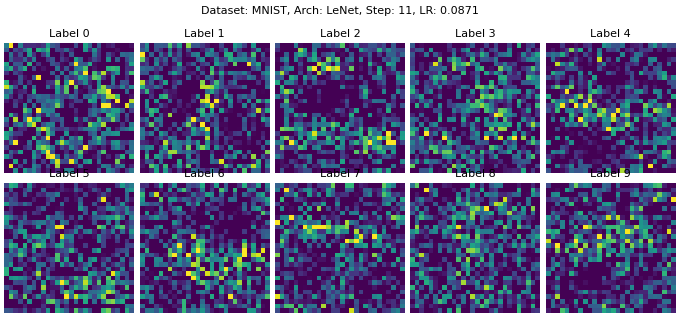 Dataset: MNIST, Arch: LeNet, Step: 11, LR: 0.0871
Label 0 Label 1 Label 2 Label 3 Label 4
Label 5 Label 6 Label 7 Label 8 Label 9